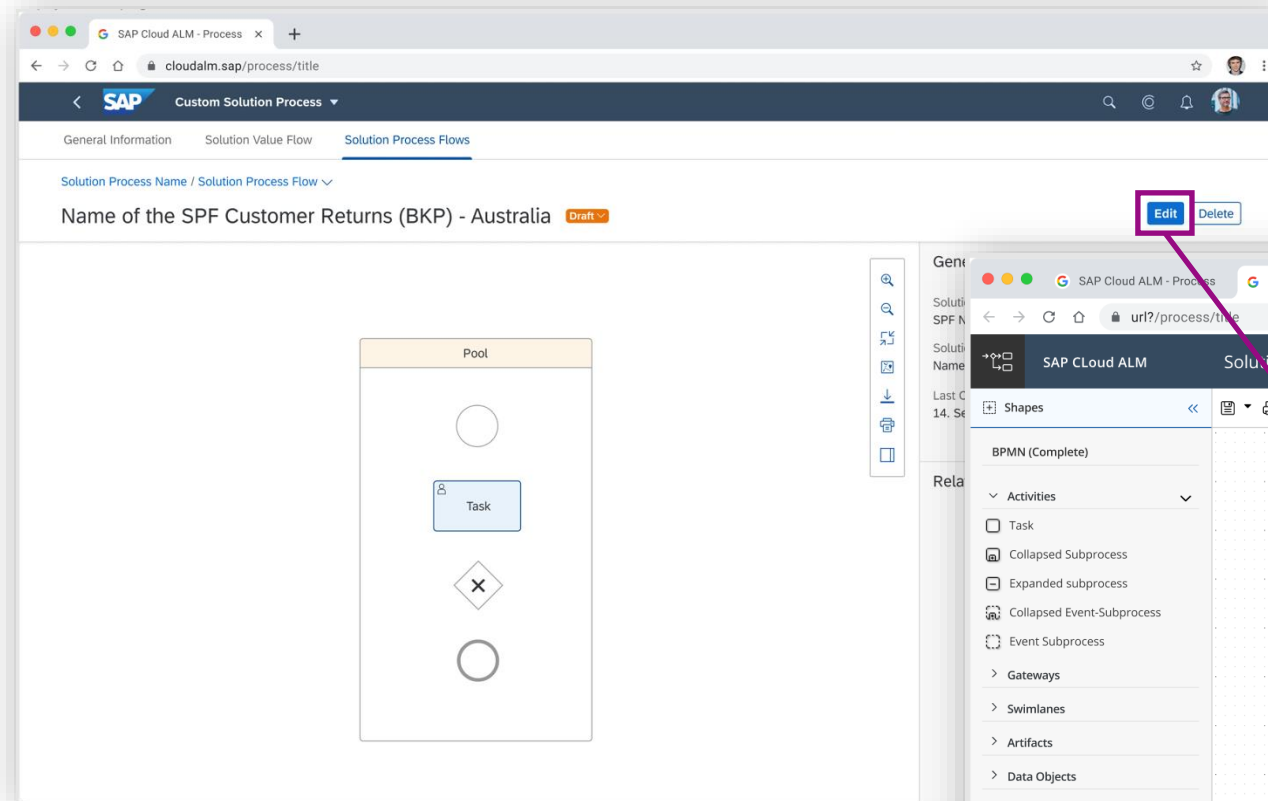 SAP Cloud ALM - Process
cloudalm.sap/process/title
SAP Custom Solution Process
General Information Solution Value Flow Solution Process Flows
Solution Process Name / Solution Process Flow
Name of the SPF Customer Returns (BKP) - Australia Draft
Edit Delete
Pool
Task
Gene
Soluti
SPF N
Soluti
Name
Last C
14. Se
Rela
SAP Cloud ALM - Process
url?/process/title
SAP CLoud ALM Soluti
Shapes
BPMN (Complete)
Activities
Task
Collapsed Subprocess
Expanded subprocess
Collapsed Event-Subprocess
Event Subprocess
Gateways
Swimlanes
Artifacts
Data Objects